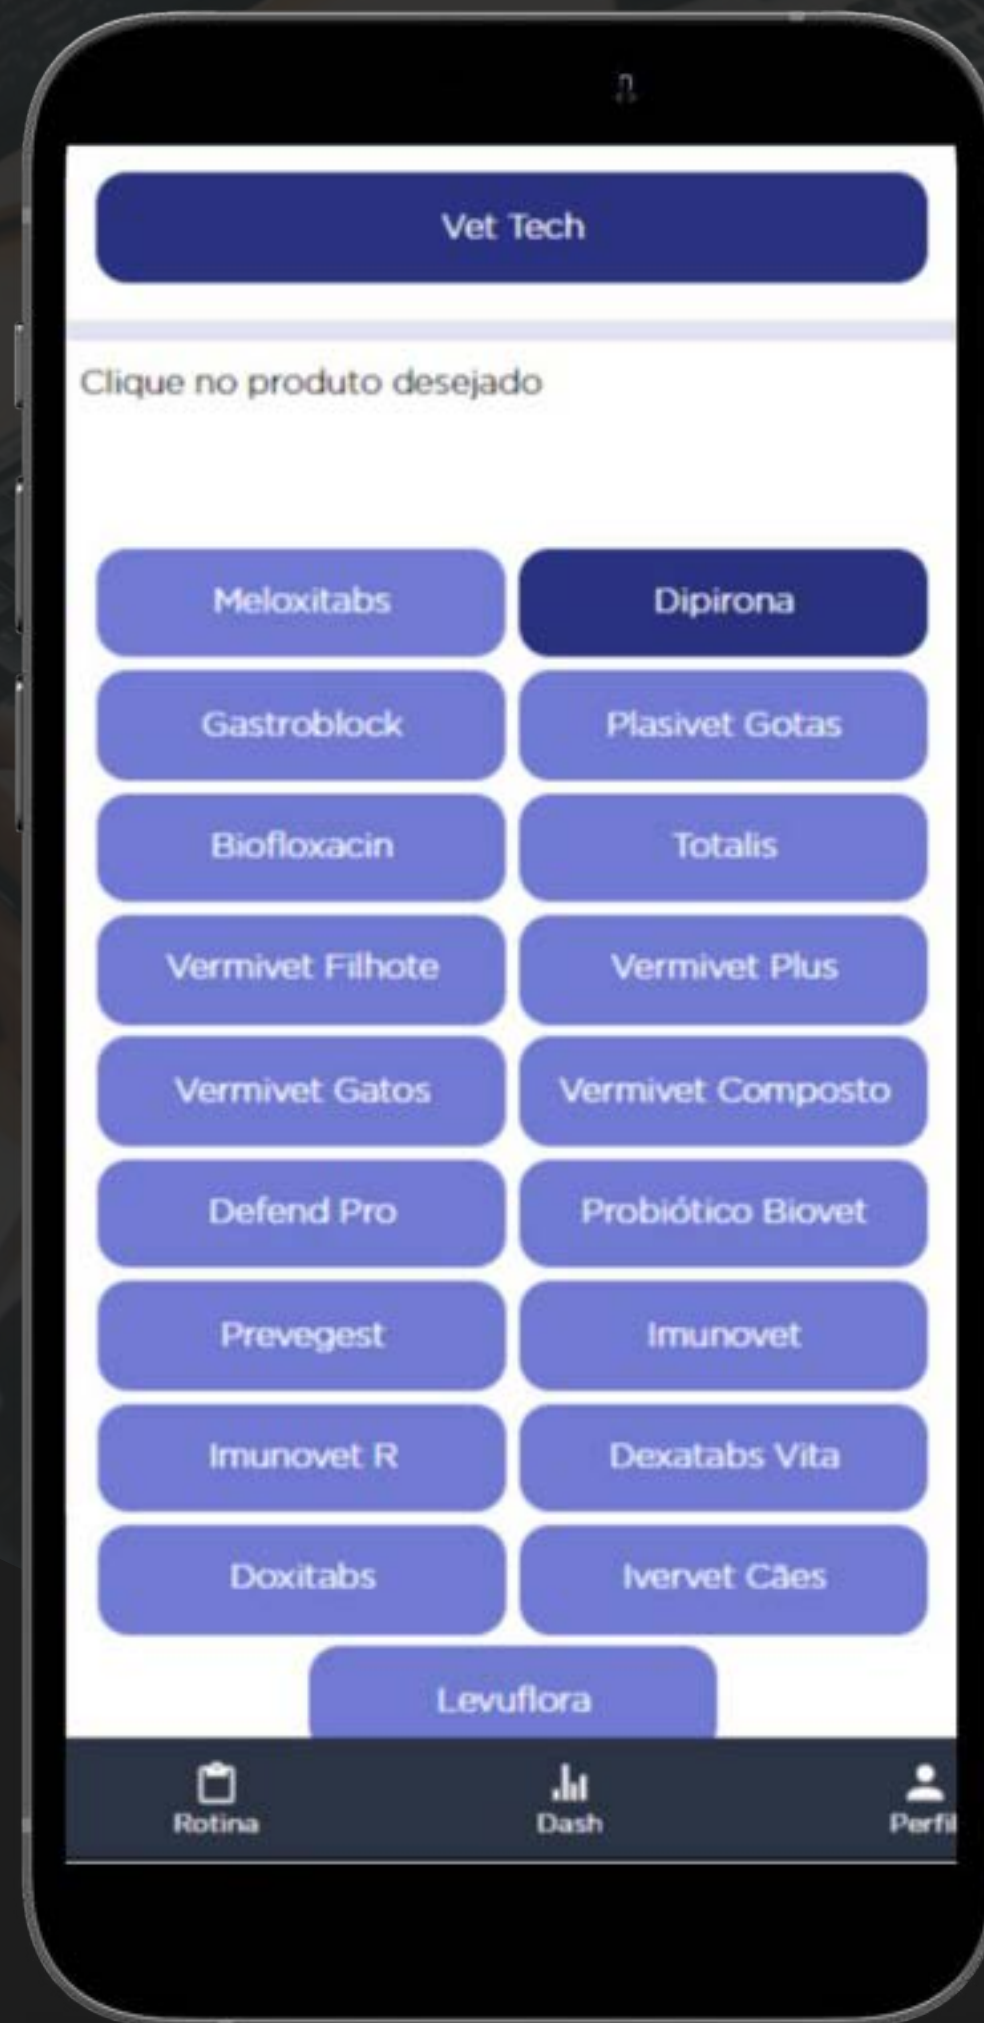 Vet Tech
Clique no produto desejado
Meloxitabs
Dipirona
Gastroblock
Plasivet Gotas
Biofloxacin
Totalis
Vermivet Filhote
Vermivet Plus
Vermivet Gatos
Vermivet Composto
Defend Pro
Probiótico Biovet
Prevegest
Imunovet
Imunovet R
Dexatabs Vita
Doxitabs
Ivervet Cães
Levuflora
Rotina
Dash
Perfil